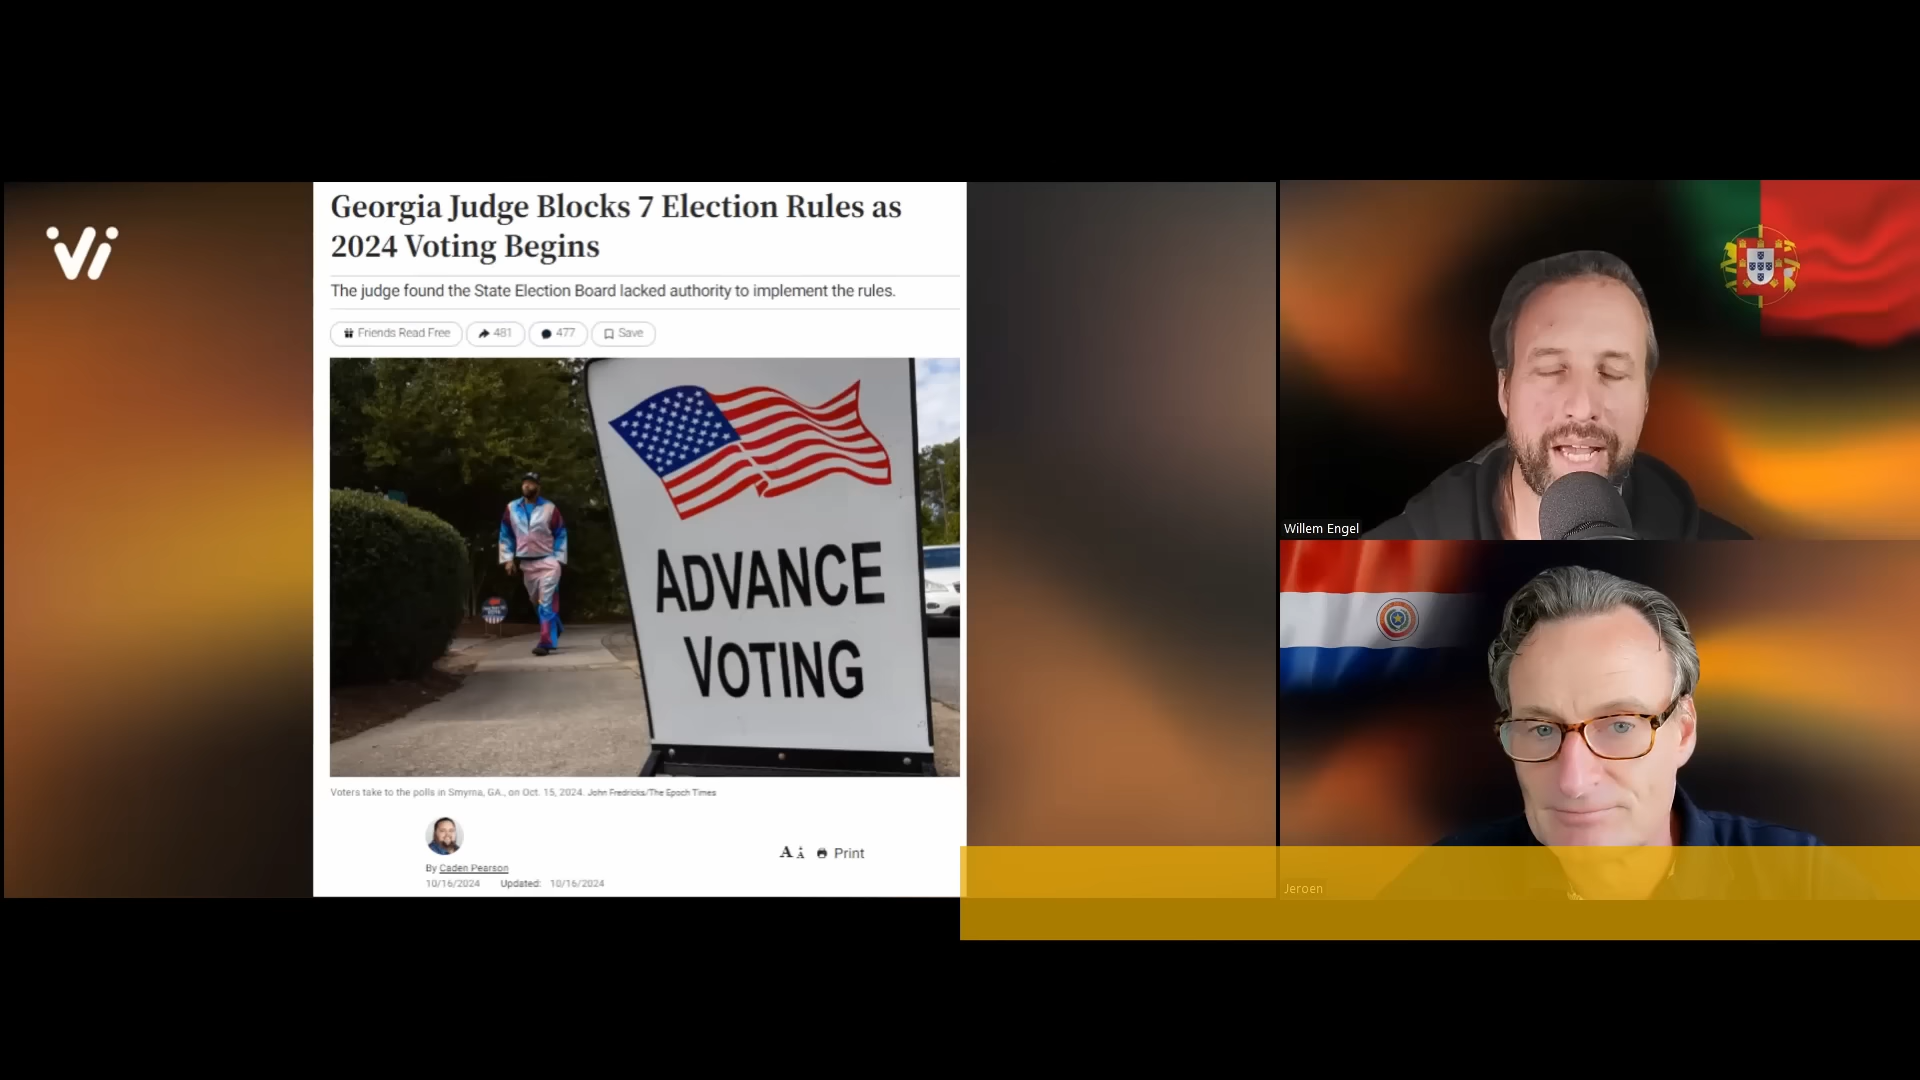 Georgia Judge Blocks 7 Election Rules as
2024 Voting Begins
The judge found the State Election Board lacked authority to implement the rules.
Friends Read Free
481
477
Save
ADVANCE
VOTING
Voters take to the polls in Smyrna, GA., on Oct. 15, 2024. John Fredricks/The Epoch Times
By Caden Pearson
10/16/2024 Updated: 10/16/2024
Print
Willem Engel
Jeroen